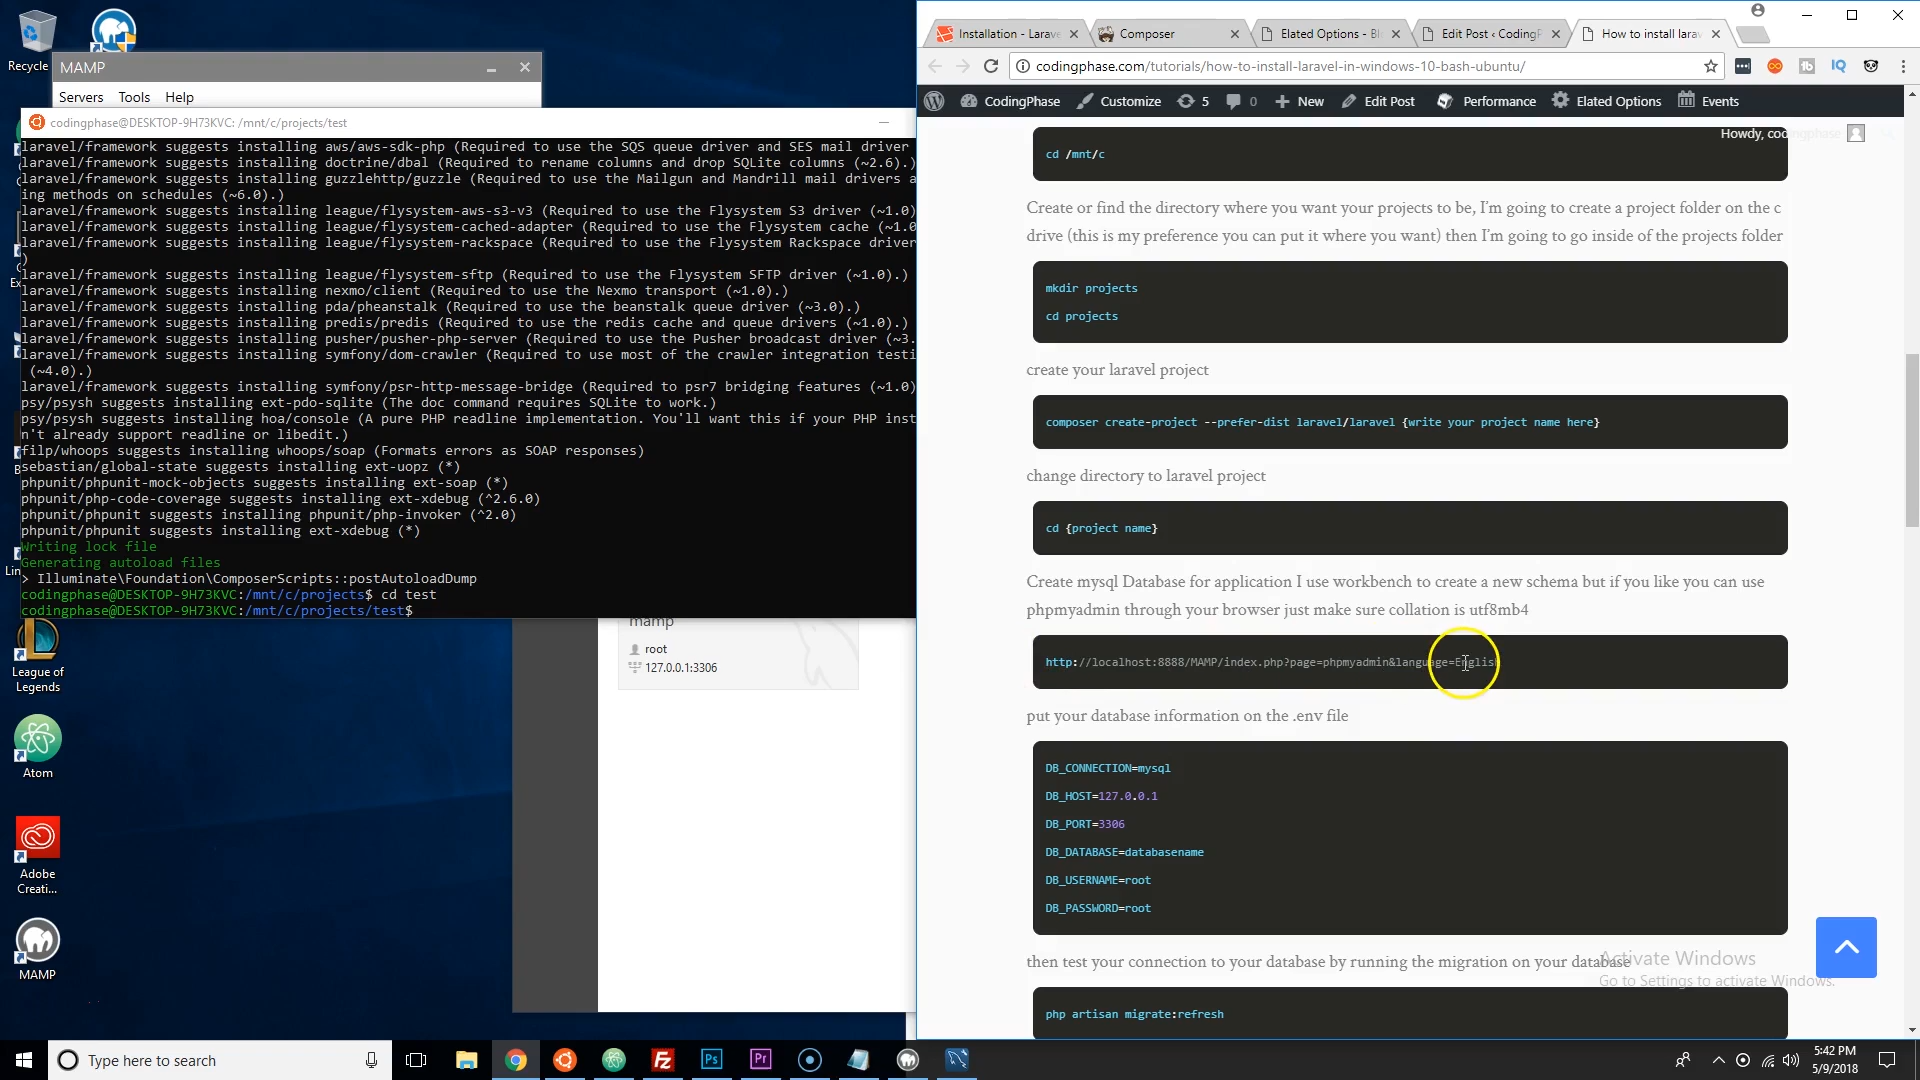 Recycle
MAMP
Servers Tools Help
codingphase@DESKTOP-9H73KVC: /mnt/c/projects/test
laravel/framework suggests installing aws/aws-sdk-php (Required to use the SQS queue driver and SES mail driver
laravel/framework suggests installing doctrine/dbal (Required to rename columns and drop SQLite columns (~2.6).)
laravel/framework suggests installing guzzlehttp/guzzle (Required to use the Mailgun and Mandrill mail drivers a
ing methods on schedules (~6.0).)
laravel/framework suggests installing league/flysystem-aws-s3-v3 (Required to use the Flysystem S3 driver (~1.0)
laravel/framework suggests installing league/flysystem-cached-adapter (Required to use the Flysystem cache (~1.0
laravel/framework suggests installing league/flysystem-rackspace (Required to use the Flysystem Rackspace driver
)
laravel/framework suggests installing league/flysystem-sftp (Required to use the Flysystem SFTP driver (~1.0).)
laravel/framework suggests installing nexmo/client (Required to use the Nexmo transport (~1.0).)
laravel/framework suggests installing pda/pheanstalk (Required to use the beanstalk queue driver (~3.0).)
laravel/framework suggests installing predis/predis (Required to use the redis cache and queue drivers (~1.0).)
laravel/framework suggests installing pusher/pusher-php-server (Required to use the Pusher broadcast driver (~3.
laravel/framework suggests installing symfony/dom-crawler (Required to use most of the crawler integration testi
(~4.0).)
laravel/framework suggests installing symfony/psr-http-message-bridge (Required to psr7 bridging features (~1.0)
psy/psysh suggests installing ext-pdo-sqlite (The doc command requires SQLite to work.)
psy/psysh suggests installing hoa/console (A pure PHP readline implementation. You'll want this if your PHP inst
n't already support readline or libedit.)
filp/whoops suggests installing whoops/soap (Formats errors as SOAP responses)
sebastian/global-state suggests installing ext-uopz (*)
phpunit/phpunit-mock-objects suggests installing ext-soap (*)
phpunit/php-code-coverage suggests installing ext-xdebug (^2.6.0)
phpunit/phpunit suggests installing phpunit/php-invoker (^2.0)
phpunit/phpunit suggests installing ext-xdebug (*)
Writing lock file
Generating autoload files
> Illuminate\Foundation\ComposerScripts::postAutoloadDump
codingphase@DESKTOP-9H73KVC:/mnt/c/projects$ cd test
codingphase@DESKTOP-9H73KVC:/mnt/c/projects/test$
mamp
root
127.0.0.1:3306
League of
Legends
Atom
Adobe
Creati...
MAMP
Installation - Larave
Composer
Elated Options - Bl
Edit Post ‹ CodingP
How to install larav
codingphase.com/tutorials/how-to-install-laravel-in-windows-10-bash-ubuntu/
CodingPhase Customize 5 0 New Edit Post Performance Elated Options Events
Howdy, codingphase
cd /mnt/c
Create or find the directory where you want your projects to be, I’m going to create a project folder on the c
drive (this is my preference you can put it where you want) then I’m going to go inside of the projects folder
mkdir projects
cd projects
create your laravel project
composer create-project --prefer-dist laravel/laravel {write your project name here}
change directory to laravel project
cd {project name}
Create mysql Database for application I use workbench to create a new schema but if you like you can use
phpmyadmin through your browser just make sure collation is utf8mb4
http://localhost:8888/MAMP/index.php?page=phpmyadmin&language=English
put your database information on the .env file
DB_CONNECTION=mysql
DB_HOST=127.0.0.1
DB_PORT=3306
DB_DATABASE=databasename
DB_USERNAME=root
DB_PASSWORD=root
then test your connection to your database by running the migration on your database
php artisan migrate:refresh
Activate Windows
Go to Settings to activate Windows.
Type here to search
5:42 PM
5/9/2018